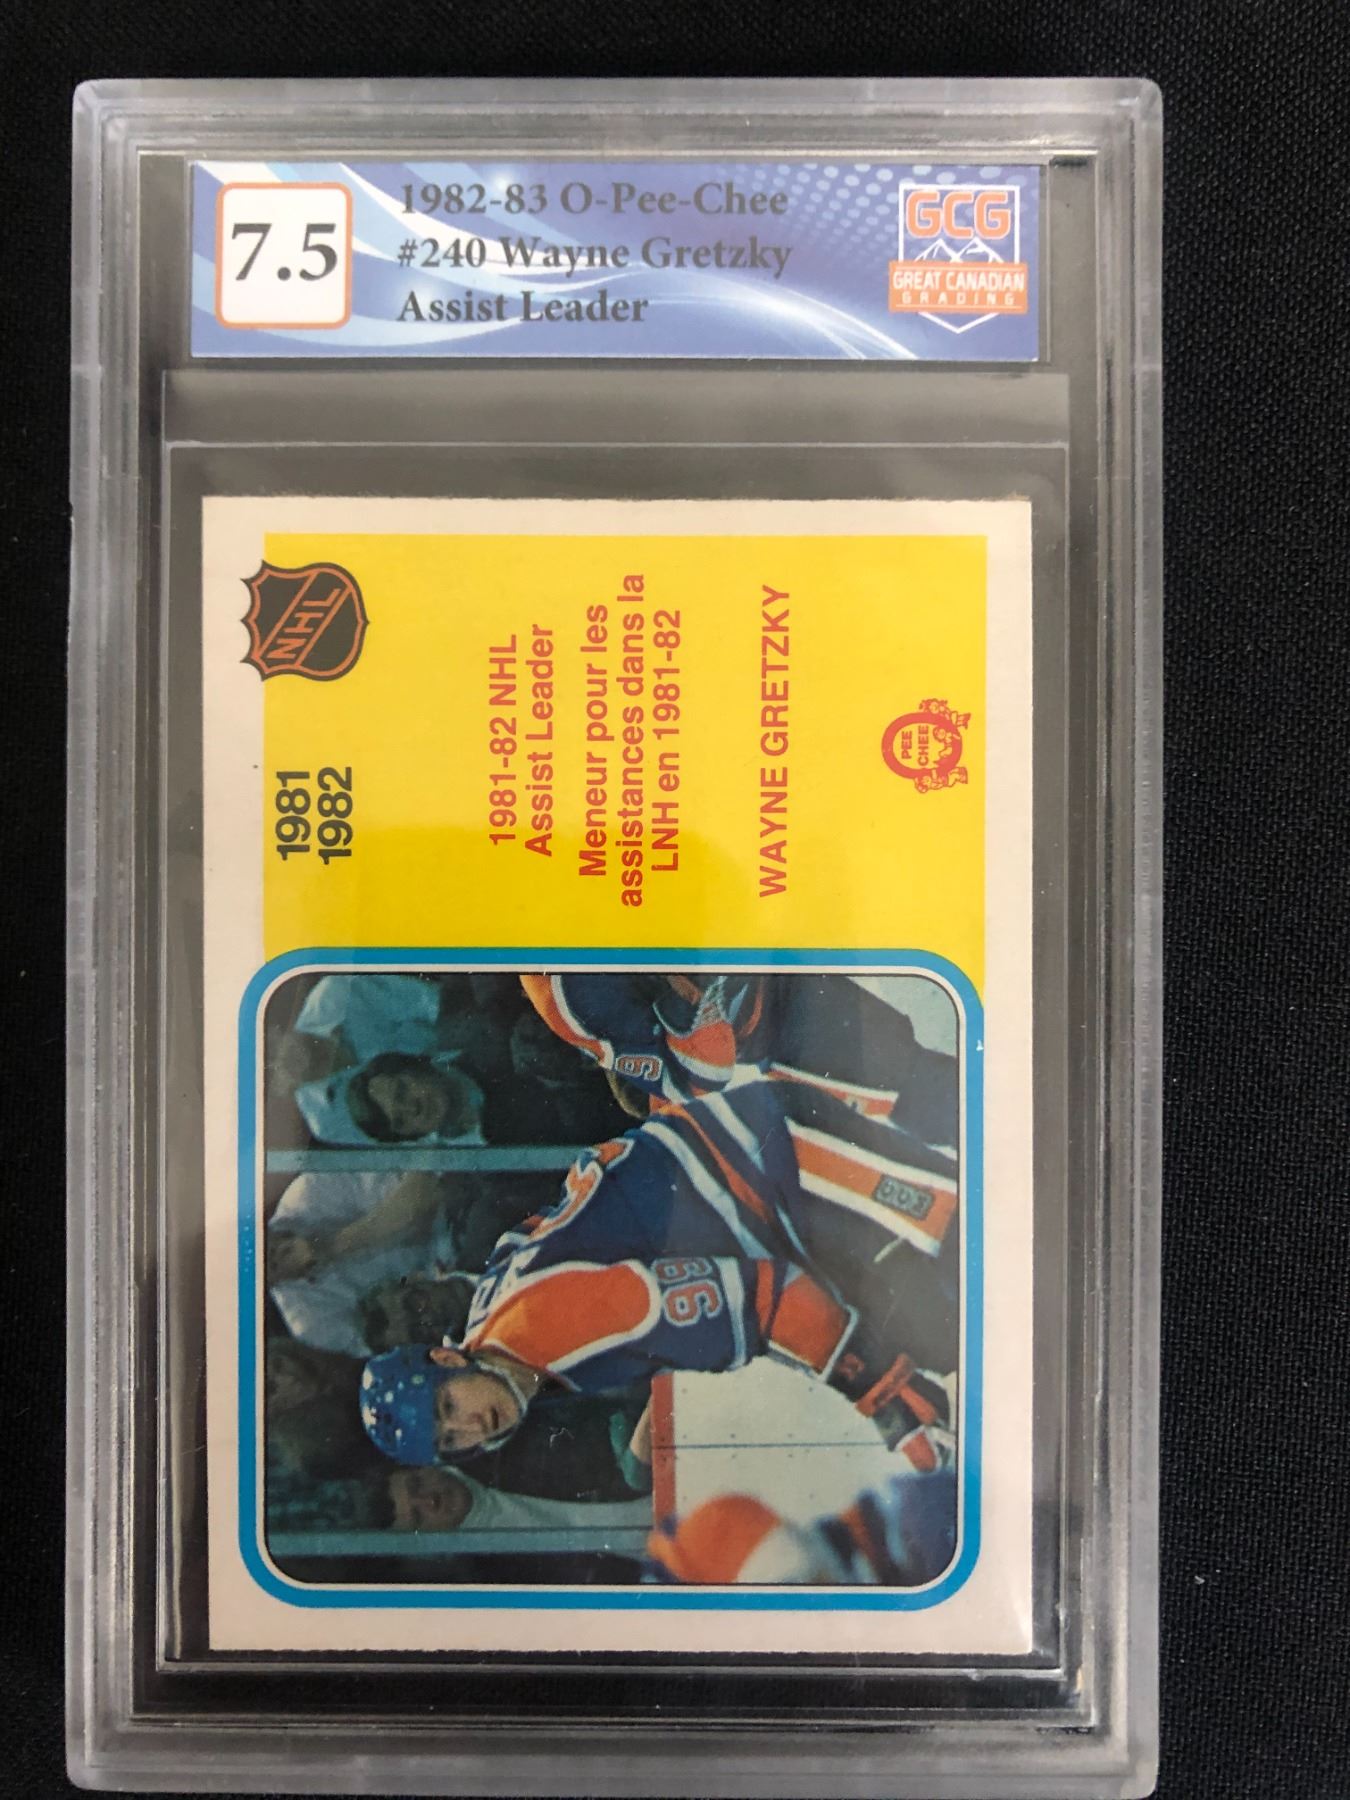 7.5
1982-83 O-Pee-Chee
#240 Wayne Gretzky
Assist Leader
GCG
GREAT CANADIAN
GRADING
NHL
1981
1982
1981-82 NHL
Assist Leader
Meneur pour les
assistances dans la
LNH en 1981-82
WAYNE GRETZKY
O
PEE
CHEE
99
9